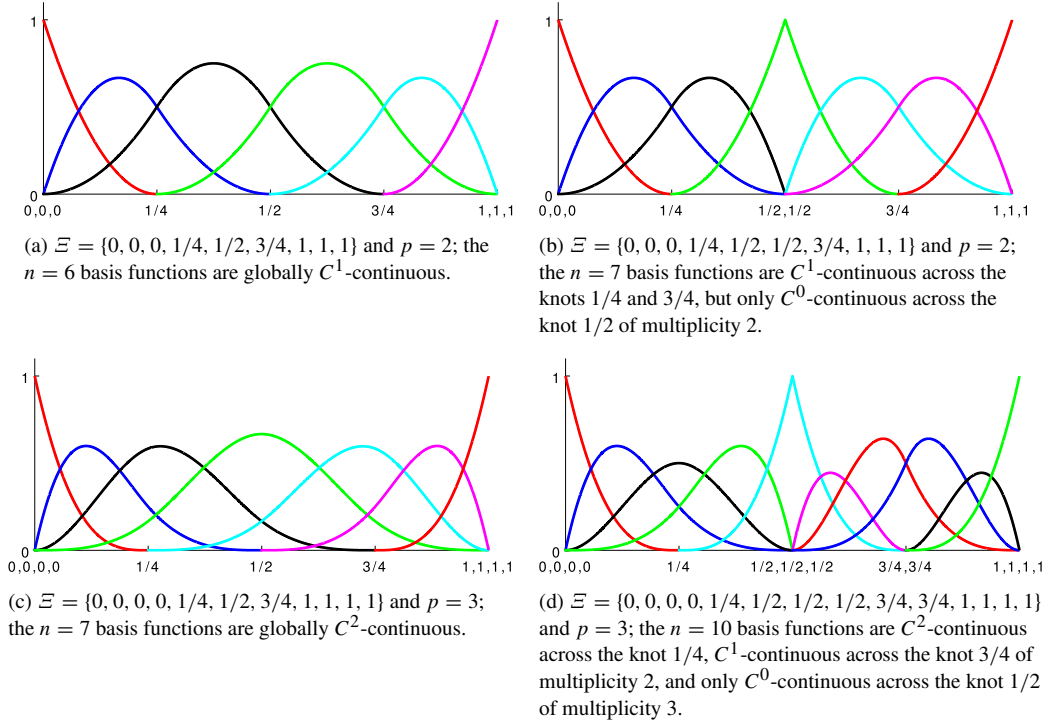 1
0
0,0,0 1/4 1/2 3/4 1,1,1
(a) Ξ = {0, 0, 0, 1/4, 1/2, 3/4, 1, 1, 1} and p = 2; the
n = 6 basis functions are globally C¹-continuous.
1
0
0,0,0 1/4 1/2,1/2 3/4 1,1,1
(b) Ξ = {0, 0, 0, 1/4, 1/2, 1/2, 3/4, 1, 1, 1} and p = 2;
the n = 7 basis functions are C¹-continuous across the
knots 1/4 and 3/4, but only C⁰-continuous across the
knot 1/2 of multiplicity 2.
1
0
0,0,0,0 1/4 1/2 3/4 1,1,1,1
(c) Ξ = {0, 0, 0, 0, 1/4, 1/2, 3/4, 1, 1, 1, 1} and p = 3;
the n = 7 basis functions are globally C²-continuous.
1
0
0,0,0,0 1/4 1/2,1/2,1/2 3/4,3/4 1,1,1,1
(d) Ξ = {0, 0, 0, 0, 1/4, 1/2, 1/2, 1/2, 3/4, 3/4, 1, 1, 1, 1}
and p = 3; the n = 10 basis functions are C²-continuous
across the knot 1/4, C¹-continuous across the knot 3/4 of
multiplicity 2, and only C⁰-continuous across the knot 1/2
of multiplicity 3.